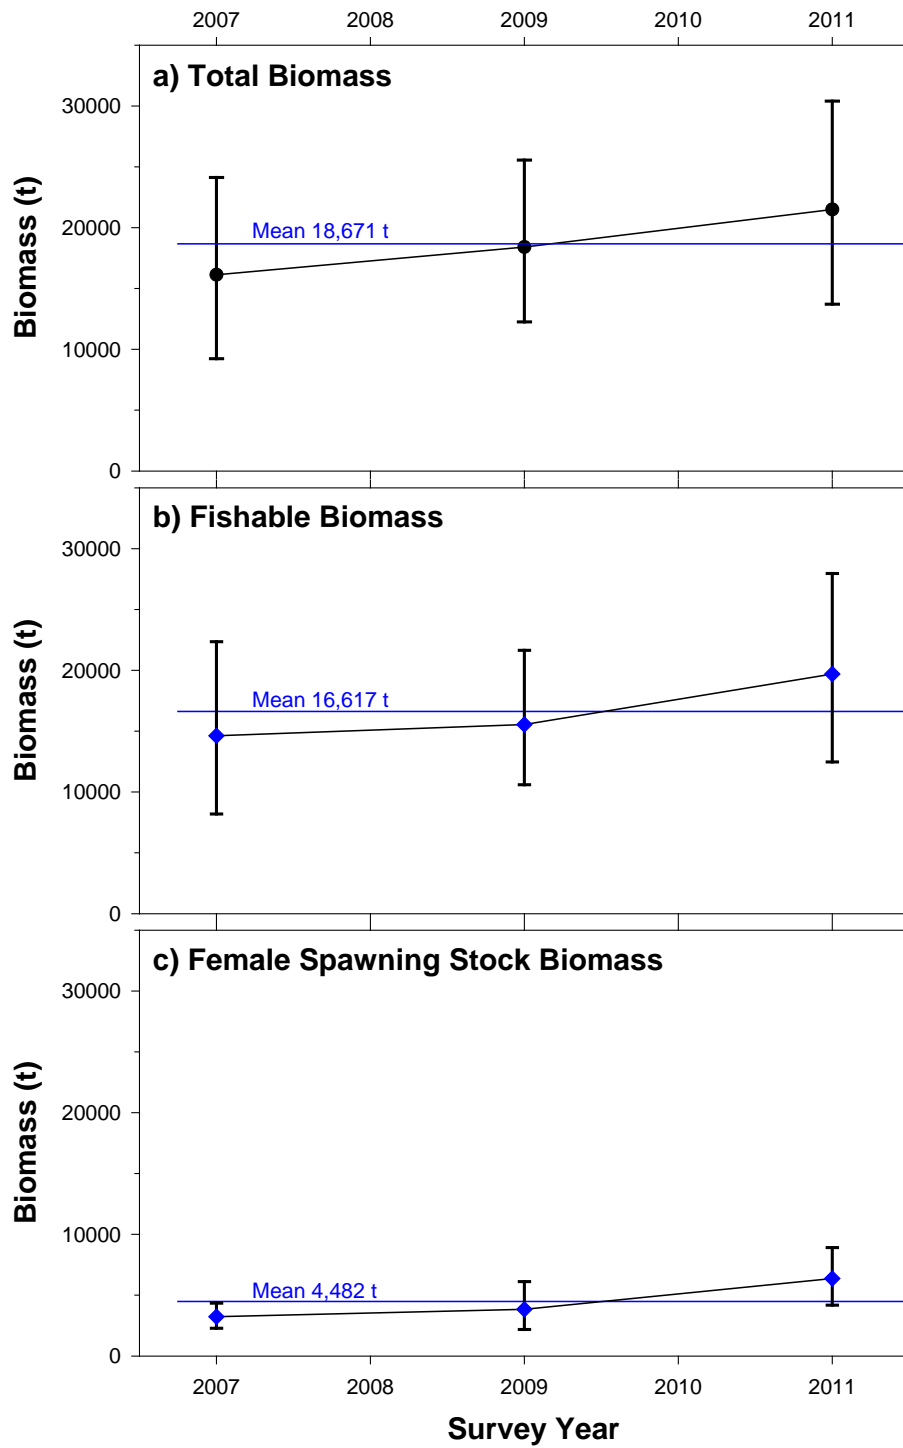 2007 2008 2009 2010 2011
a) Total Biomass
30000
Mean 18,671 t
20000
Biomass (t)
10000
0
b) Fishable Biomass
30000
20000
Mean 16,617 t
Biomass (t)
10000
0
c) Female Spawning Stock Biomass
30000
20000
Biomass (t)
10000
Mean 4,482 t
0
2007 2008 2009 2010 2011
Survey Year